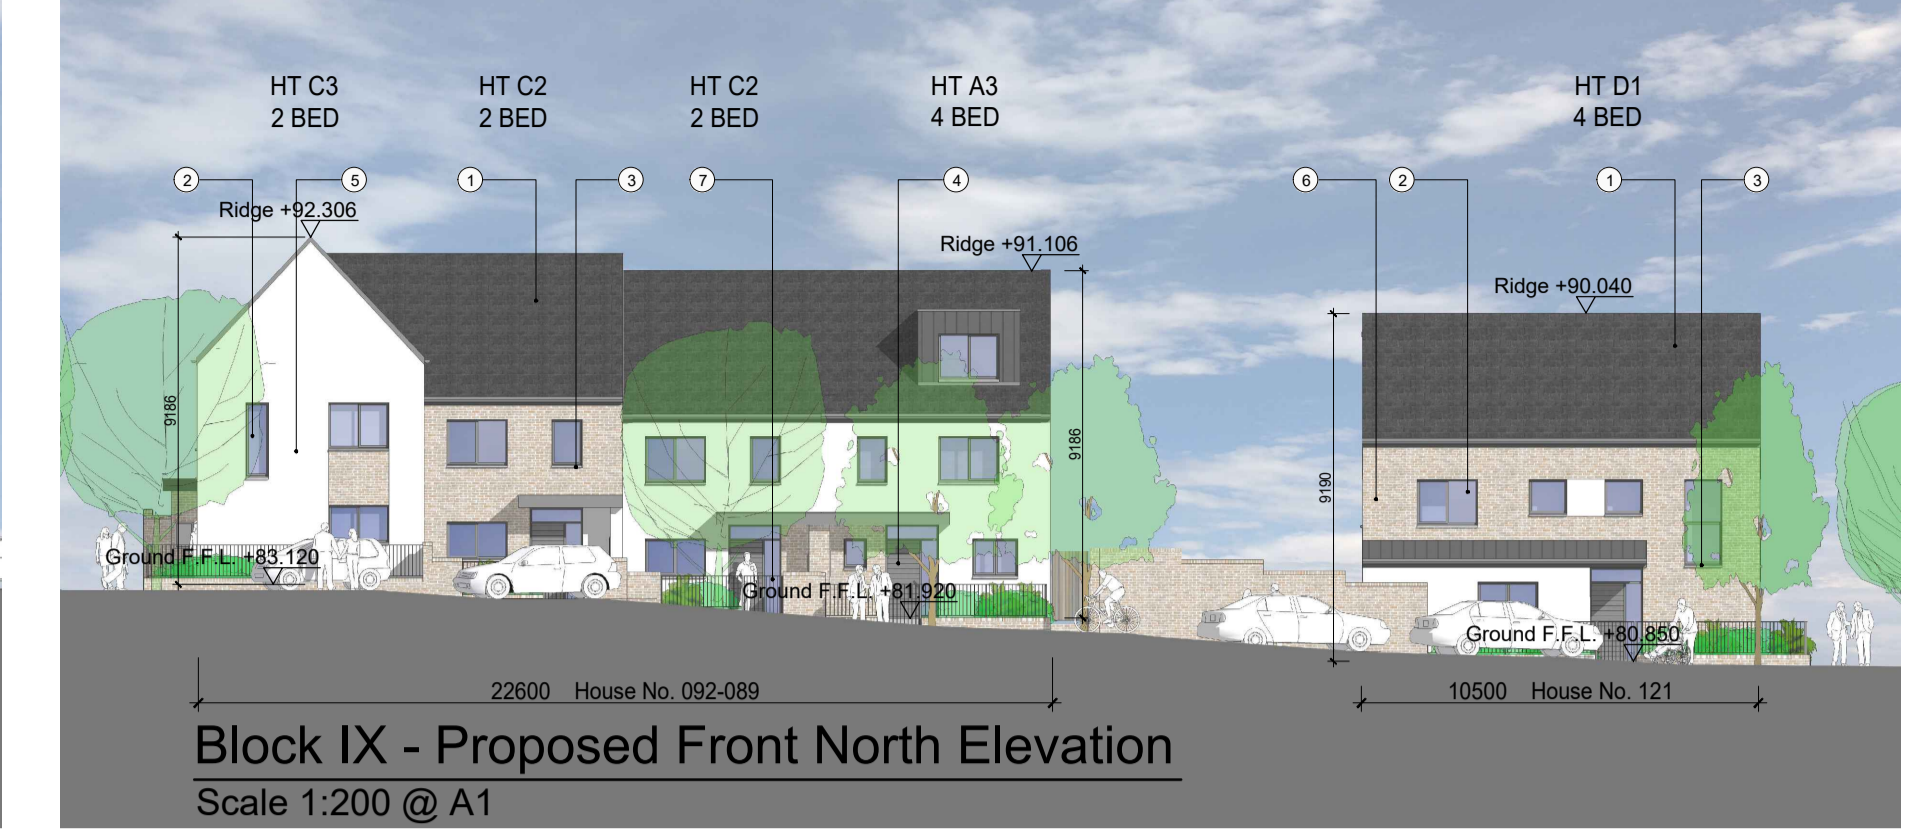 HT C3
2 BED
HT C2
2 BED
HT C2
2 BED
HT A3
4 BED
HT D1
4 BED
2
5
1
3
7
4
6
2
1
3
Ridge +92.306
Ridge +91.106
Ridge +90.040
9186
9186
9190
Ground F.F.L. +83.120
Ground F.F.L. +81.920
Ground F.F.L. +80.850
22600 House No. 092-089
10500 House No. 121
Block IX - Proposed Front North Elevation
Scale 1:200 @ A1